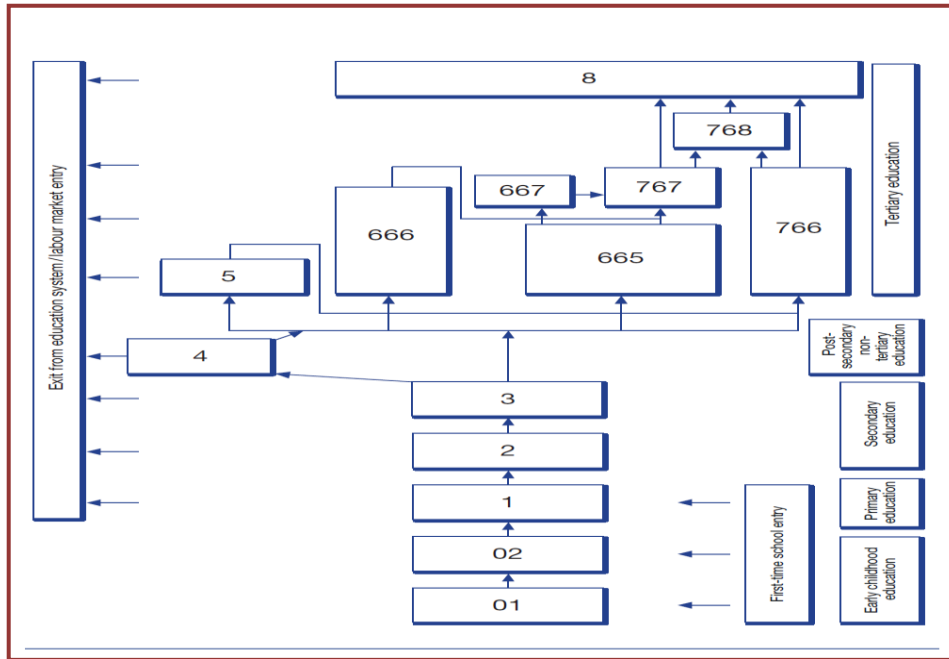 8
768
667
767
666
665
766
5
4
3
2
1
02
01
Exit from education system / labour market entry
First-time school entry
Tertiary education
Post-
secondary
non-
tertiary
education
Secondary
education
Primary
education
Early childhood
education